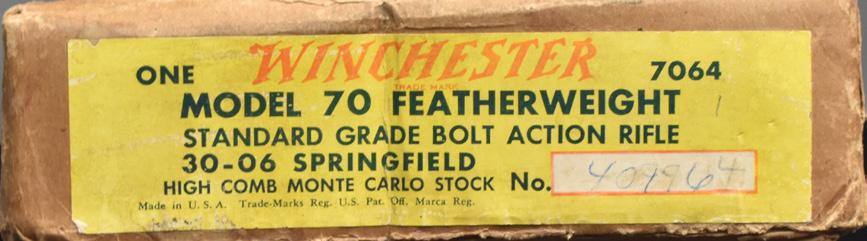 ONE WINCHESTER 7064
TRADE MARK
MODEL 70 FEATHERWEIGHT
STANDARD GRADE BOLT ACTION RIFLE
30-06 SPRINGFIELD
HIGH COMB MONTE CARLO STOCK No. 409964
Made in U. S. A. Trade-Marks Reg. U.S. Pat. Off. Marca Reg.